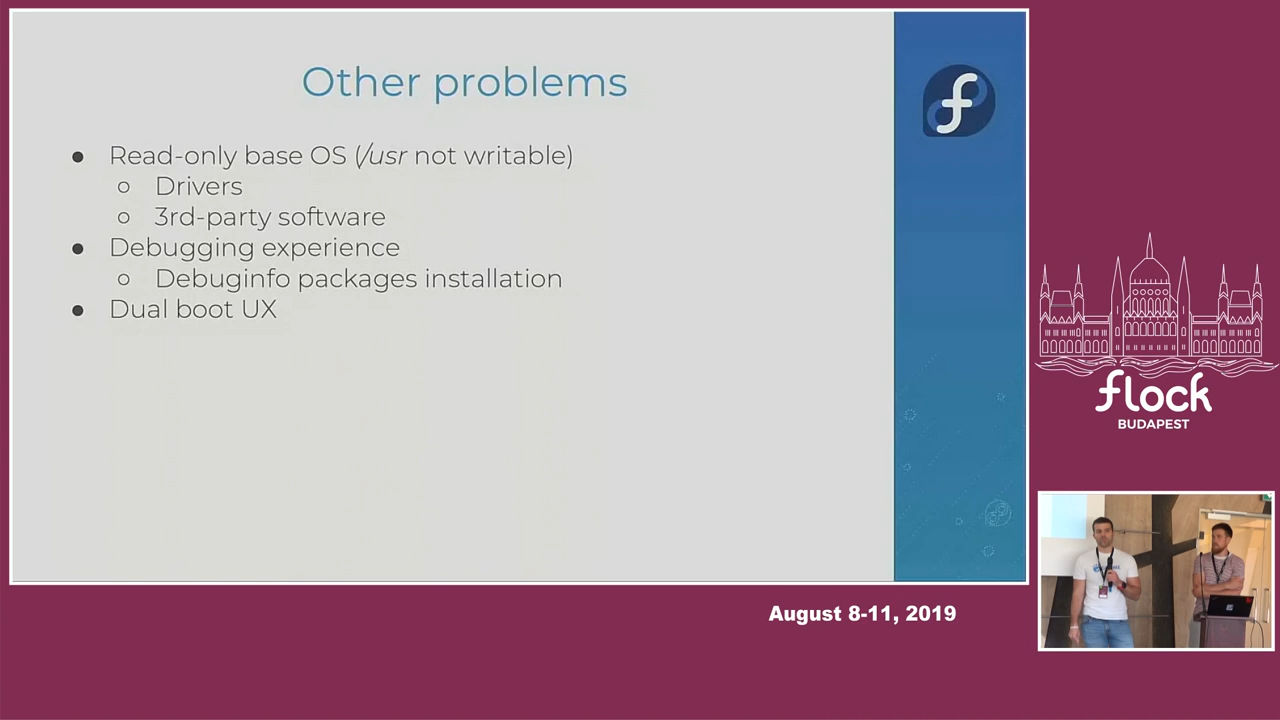 Other problems
● Read-only base OS (/usr not writable)
○ Drivers
○ 3rd-party software
● Debugging experience
○ Debuginfo packages installation
● Dual boot UX
flock
BUDAPEST
August 8-11, 2019